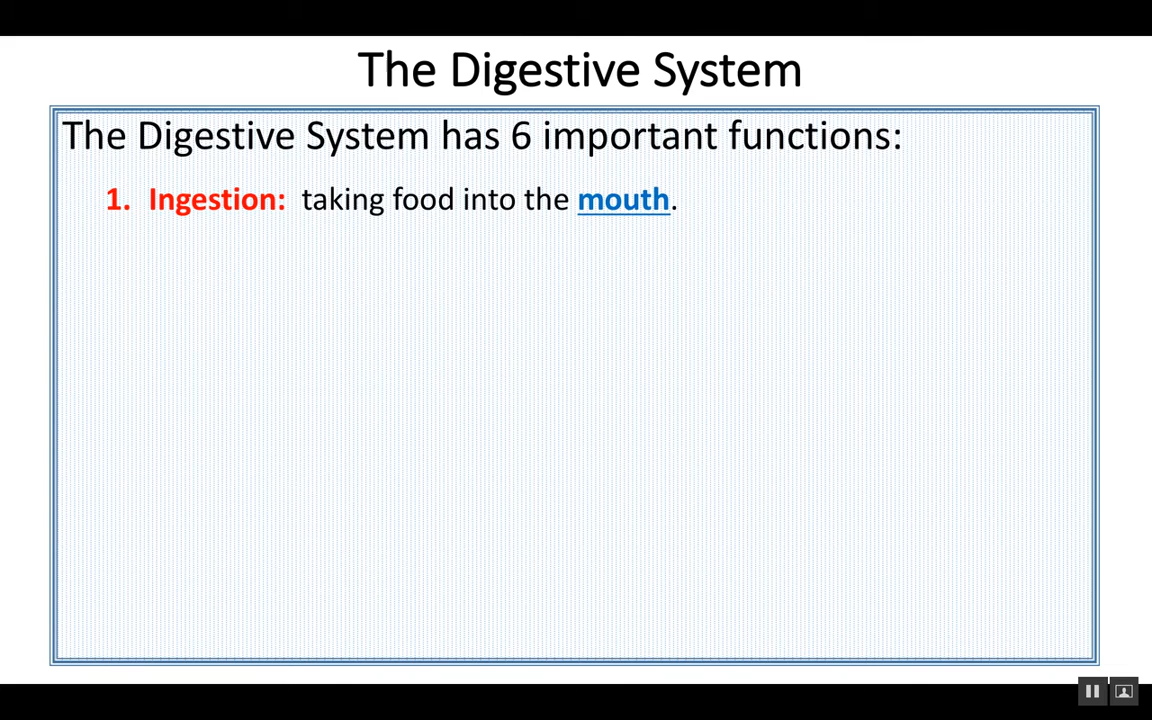 The Digestive System
The Digestive System has 6 important functions:
1. Ingestion: taking food into the mouth.